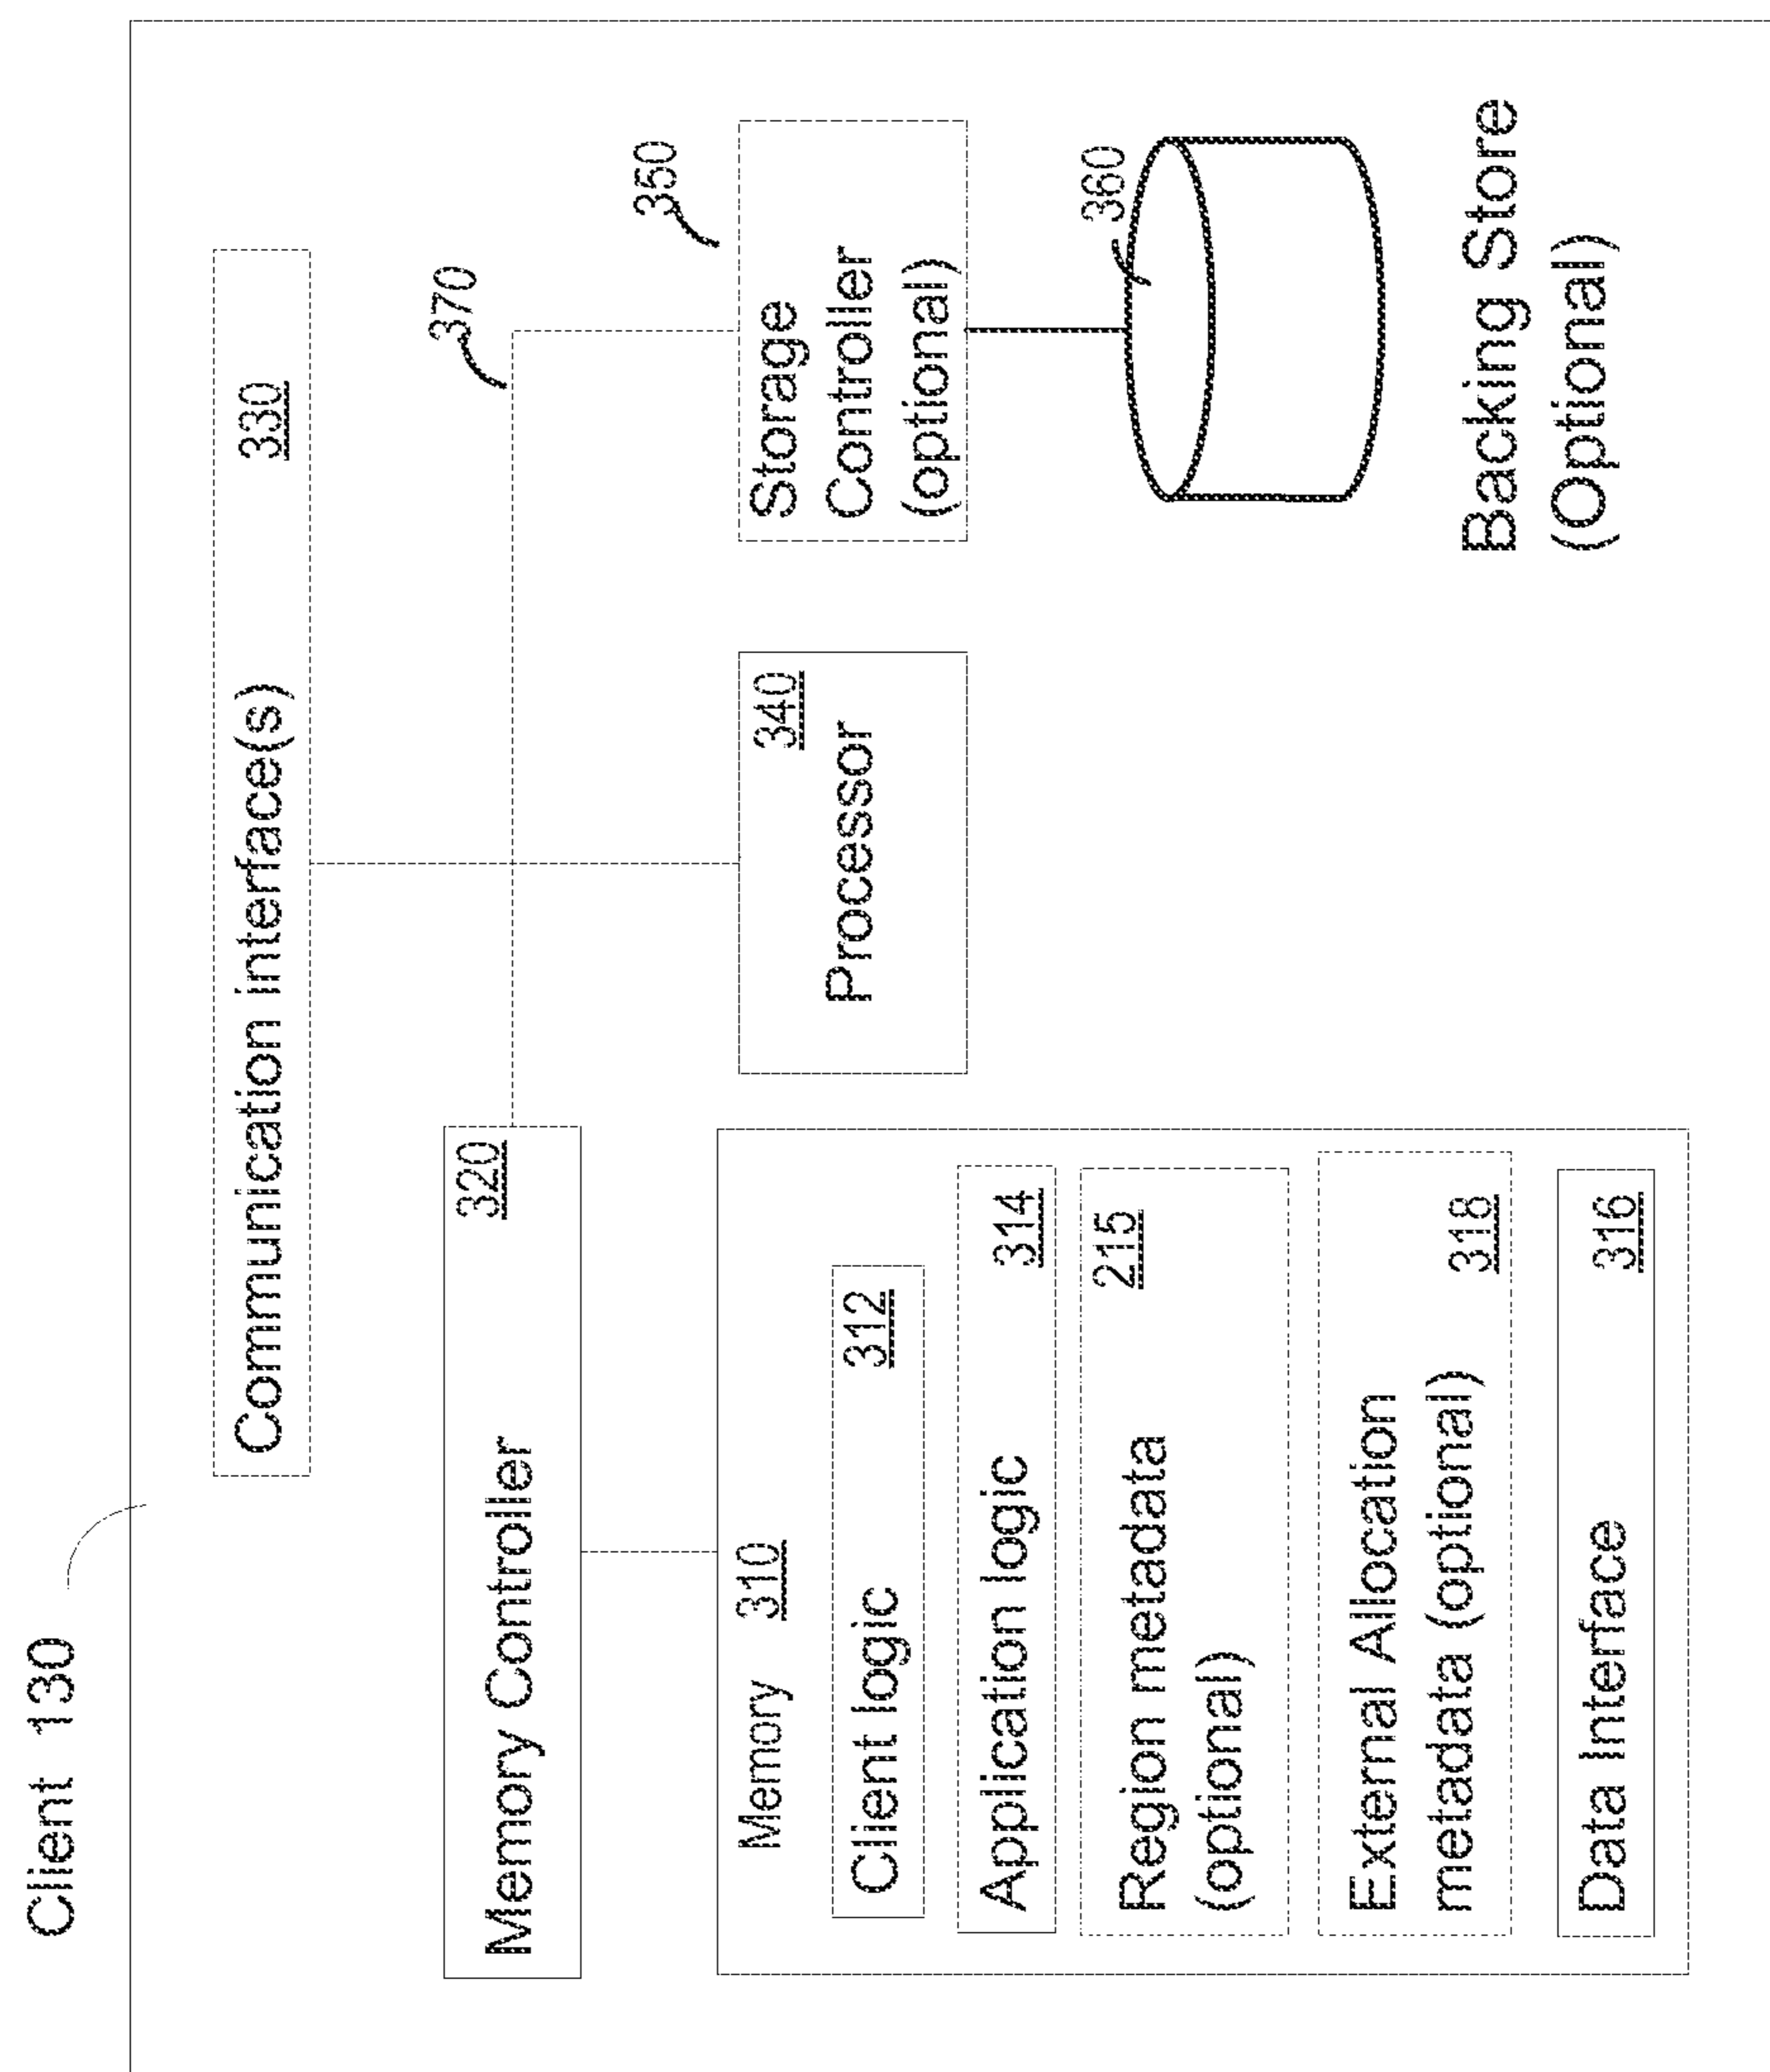 Client 130
Communication interface(s) 330
370
Memory Controller 320
350
Memory 310
Client logic 312
Application logic 314
Region metadata 215
(optional)
External Allocation
metadata (optional) 318
Data Interface 316
340
Processor
Storage
Controller
(optional)
360
Backing Store
(Optional)